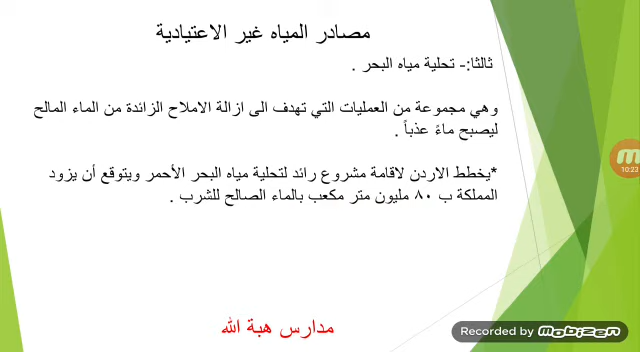 مصادر المياه غير الاعتيادية
ثالثا:- تحلية مياه البحر .
وهي مجموعة من العمليات التي تهدف الى ازالة الاملاح الزائدة من الماء المالح
ليصبح ماءً عذباً .
*يخطط الاردن لاقامة مشروع رائد لتحلية مياه البحر الأحمر ويتوقع أن يزود
المملكة ب ٨٠ مليون متر مكعب بالماء الصالح للشرب .
10:23
مدارس هبة الله
Recorded by mobizen